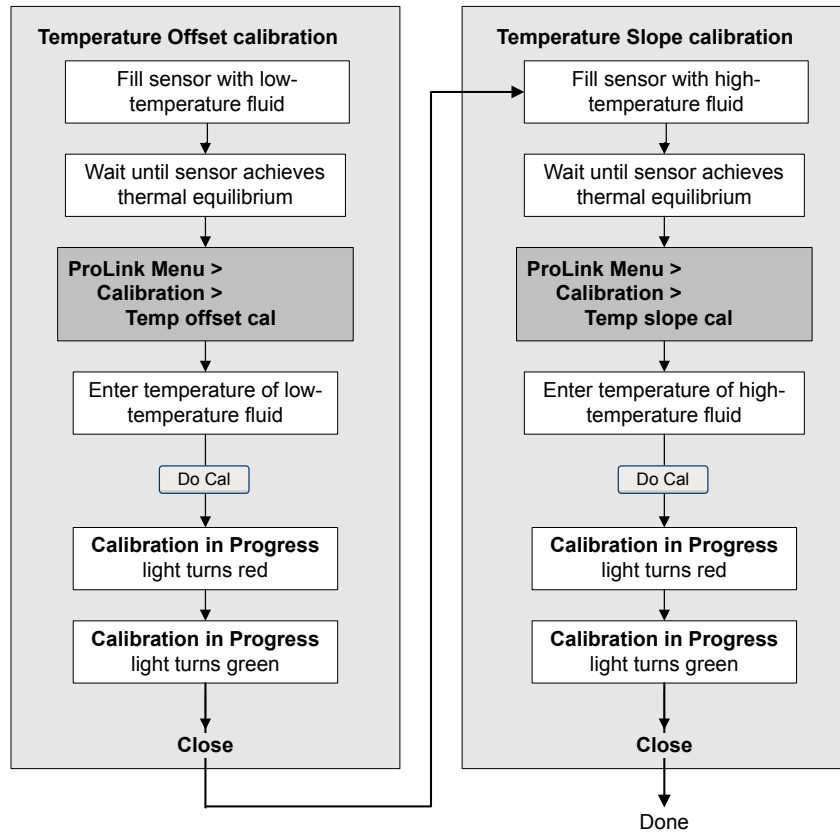 Temperature Offset calibration
Fill sensor with low-
temperature fluid
Wait until sensor achieves
thermal equilibrium
ProLink Menu >
Calibration >
Temp offset cal
Enter temperature of low-
temperature fluid
Do Cal
Calibration in Progress
light turns red
Calibration in Progress
light turns green
Close
Temperature Slope calibration
Fill sensor with high-
temperature fluid
Wait until sensor achieves
thermal equilibrium
ProLink Menu >
Calibration >
Temp slope cal
Enter temperature of high-
temperature fluid
Do Cal
Calibration in Progress
light turns red
Calibration in Progress
light turns green
Close
Done